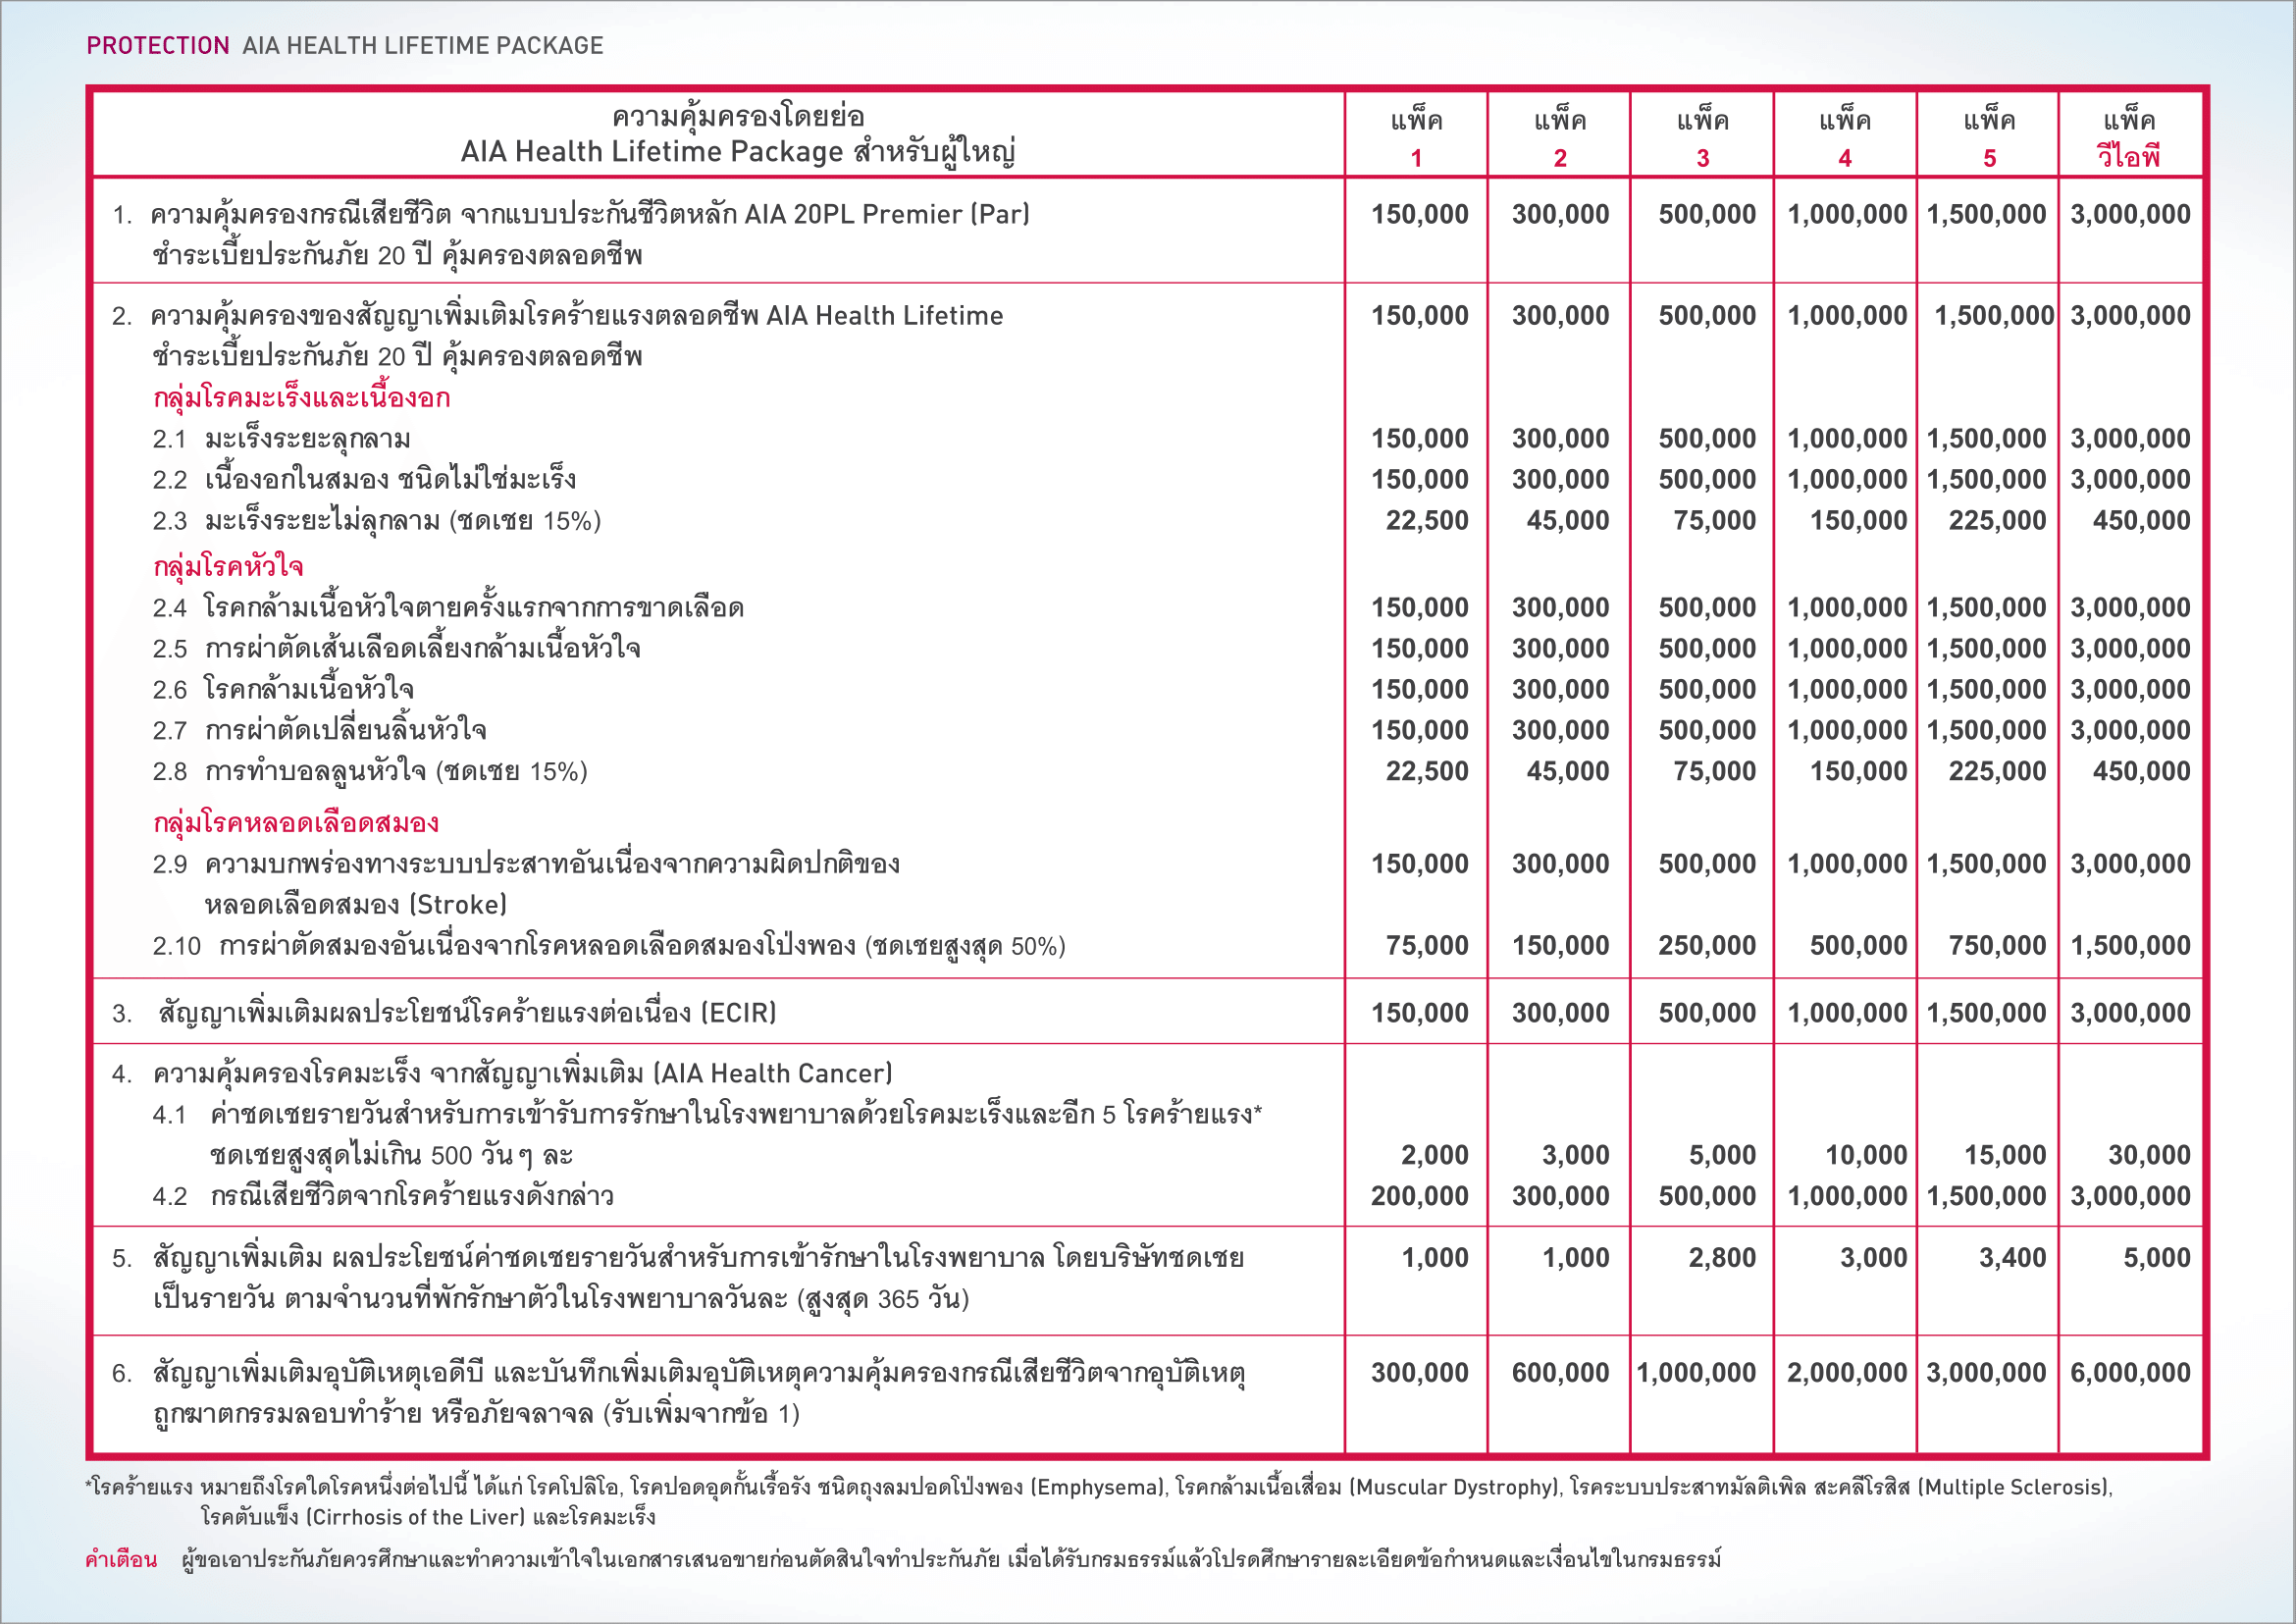 PROTECTION AIA HEALTH LIFETIME PACKAGE
ความคุ้มครองโดยย่อ
AIA Health Lifetime Package สำหรับผู้ใหญ่
แพ็ค แพ็ค แพ็ค แพ็ค แพ็ค แพ็ค
1 2 3 4 5 วีไอพี
1. ความคุ้มครองกรณีเสียชีวิต จากแบบประกันชีวิตหลัก AIA 20PL Premier (Par) 150,000 300,000 500,000 1,000,000 1,500,000 3,000,000
ชำระเบี้ยประกันภัย 20 ปี คุ้มครองตลอดชีพ
2. ความคุ้มครองของสัญญาเพิ่มเติมโรคร้ายแรงตลอดชีพ AIA Health Lifetime 150,000 300,000 500,000 1,000,000 1,500,000 3,000,000
ชำระเบี้ยประกันภัย 20 ปี คุ้มครองตลอดชีพ
กลุ่มโรคมะเร็งและเนื้องอก
2.1 มะเร็งระยะลุกลาม 150,000 300,000 500,000 1,000,000 1,500,000 3,000,000
2.2 เนื้องอกในสมอง ชนิดไม่ใช่มะเร็ง 150,000 300,000 500,000 1,000,000 1,500,000 3,000,000
2.3 มะเร็งระยะไม่ลุกลาม (ชดเชย 15%) 22,500 45,000 75,000 150,000 225,000 450,000
กลุ่มโรคหัวใจ
2.4 โรคกล้ามเนื้อหัวใจตายครั้งแรกจากการขาดเลือด 150,000 300,000 500,000 1,000,000 1,500,000 3,000,000
2.5 การผ่าตัดเส้นเลือดเลี้ยงกล้ามเนื้อหัวใจ 150,000 300,000 500,000 1,000,000 1,500,000 3,000,000
2.6 โรคกล้ามเนื้อหัวใจ 150,000 300,000 500,000 1,000,000 1,500,000 3,000,000
2.7 การผ่าตัดเปลี่ยนลิ้นหัวใจ 150,000 300,000 500,000 1,000,000 1,500,000 3,000,000
2.8 การทำบอลลูนหัวใจ (ชดเชย 15%) 22,500 45,000 75,000 150,000 225,000 450,000
กลุ่มโรคหลอดเลือดสมอง
2.9 ความบกพร่องทางระบบประสาทอันเนื่องจากความผิดปกติของ 150,000 300,000 500,000 1,000,000 1,500,000 3,000,000
หลอดเลือดสมอง (Stroke)
2.10 การผ่าตัดสมองอันเนื่องจากโรคหลอดเลือดสมองโป่งพอง (ชดเชยสูงสุด 50%) 75,000 150,000 250,000 500,000 750,000 1,500,000
3. สัญญาเพิ่มเติมผลประโยชน์โรคร้ายแรงต่อเนื่อง (ECIR) 150,000 300,000 500,000 1,000,000 1,500,000 3,000,000
4. ความคุ้มครองโรคมะเร็ง จากสัญญาเพิ่มเติม (AIA Health Cancer)
4.1 ค่าชดเชยรายวันสำหรับการเข้ารับการรักษาในโรงพยาบาลด้วยโรคมะเร็งและอีก 5 โรคร้ายแรง*
ชดเชยสูงสุดไม่เกิน 500 วันๆ ละ 2,000 3,000 5,000 10,000 15,000 30,000
4.2 กรณีเสียชีวิตจากโรคร้ายแรงดังกล่าว 200,000 300,000 500,000 1,000,000 1,500,000 3,000,000
5. สัญญาเพิ่มเติม ผลประโยชน์ค่าชดเชยรายวันสำหรับการเข้ารักษาในโรงพยาบาล โดยบริษัทชดเชย 1,000 1,000 2,800 3,000 3,400 5,000
เป็นรายวัน ตามจำนวนที่พักรักษาตัวในโรงพยาบาลวันละ (สูงสุด 365 วัน)
6. สัญญาเพิ่มเติมอุบัติเหตุเอดีบี และบันทึกเพิ่มเติมอุบัติเหตุความคุ้มครองกรณีเสียชีวิตจากอุบัติเหตุ 300,000 600,000 1,000,000 2,000,000 3,000,000 6,000,000
ถูกฆาตกรรมลอบทำร้าย หรือภัยจลาจล (รับเพิ่มจากข้อ 1)
*โรคร้ายแรง หมายถึงโรคใดโรคหนึ่งต่อไปนี้ ได้แก่ โรคโปลิโอ, โรคปอดอุดกั้นเรื้อรัง ชนิดถุงลมปอดโป่งพอง (Emphysema), โรคกล้ามเนื้อเสื่อม (Muscular Dystrophy), โรคระบบประสาทมัลติเพิล สะคลีโรสิส (Multiple Sclerosis),
โรคตับแข็ง (Cirrhosis of the Liver) และโรคมะเร็ง
คำเตือน ผู้ขอเอาประกันภัยควรศึกษาและทำความเข้าใจในเอกสารเสนอขายก่อนตัดสินใจทำประกันภัย เมื่อได้รับกรมธรรม์แล้วโปรดศึกษารายละเอียดข้อกำหนดและเงื่อนไขในกรมธรรม์